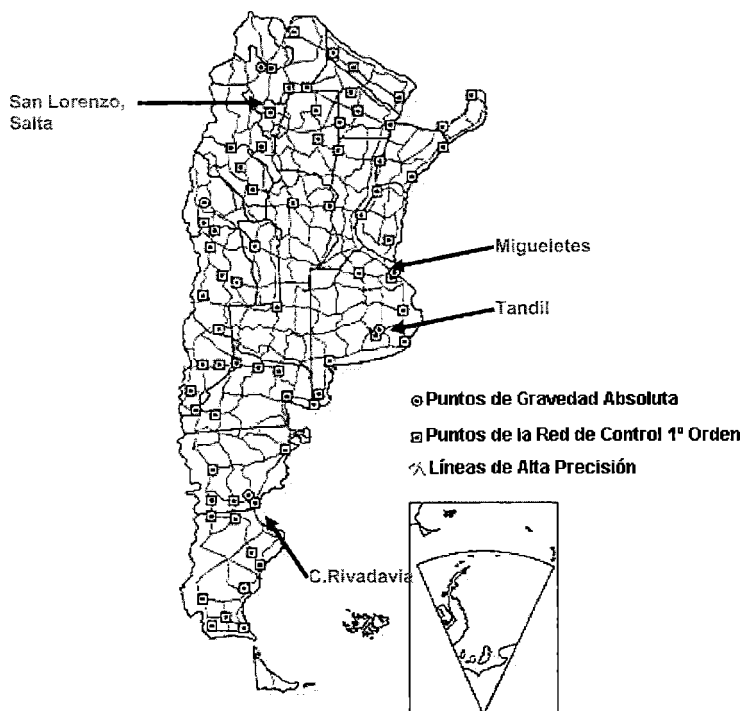 San Lorenzo,
Salta
Migueletes
Tandil
Puntos de Gravedad Absoluta
Puntos de la Red de Control 1º Orden
Líneas de Alta Precisión
C.Rivadavia